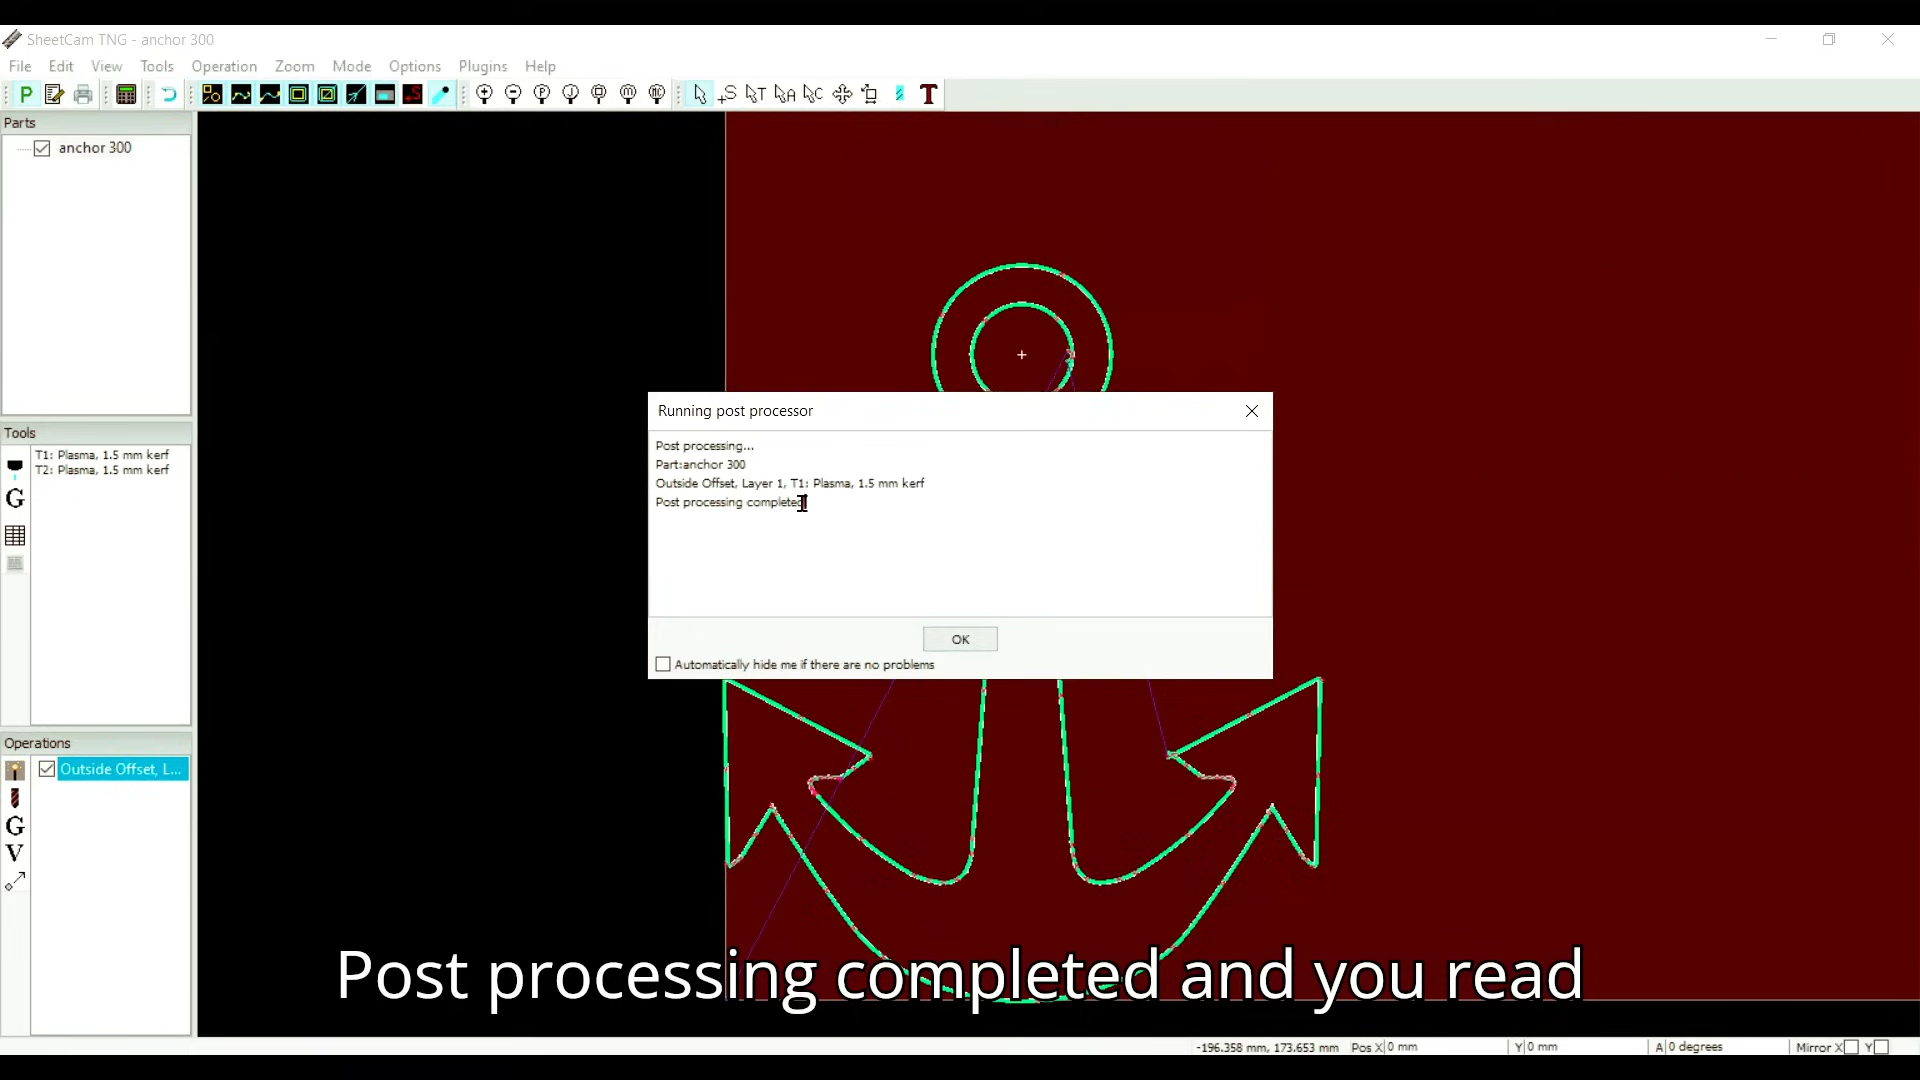 SheetCam TNG - anchor 300
File Edit View Tools Operation Zoom Mode Options Plugins Help
Parts
anchor 300
Tools
T1: Plasma, 1.5 mm kerf
T2: Plasma, 1.5 mm kerf
Operations
Outside Offset, L...
Running post processor
Post processing...
Part:anchor 300
Outside Offset, Layer 1, T1: Plasma, 1.5 mm kerf
Post processing completed
OK
Automatically hide me if there are no problems
Post processing completed and you read
-196.358 mm, 173.653 mm Pos X 0 mm Y 0 mm A 0 degrees Mirror X Y